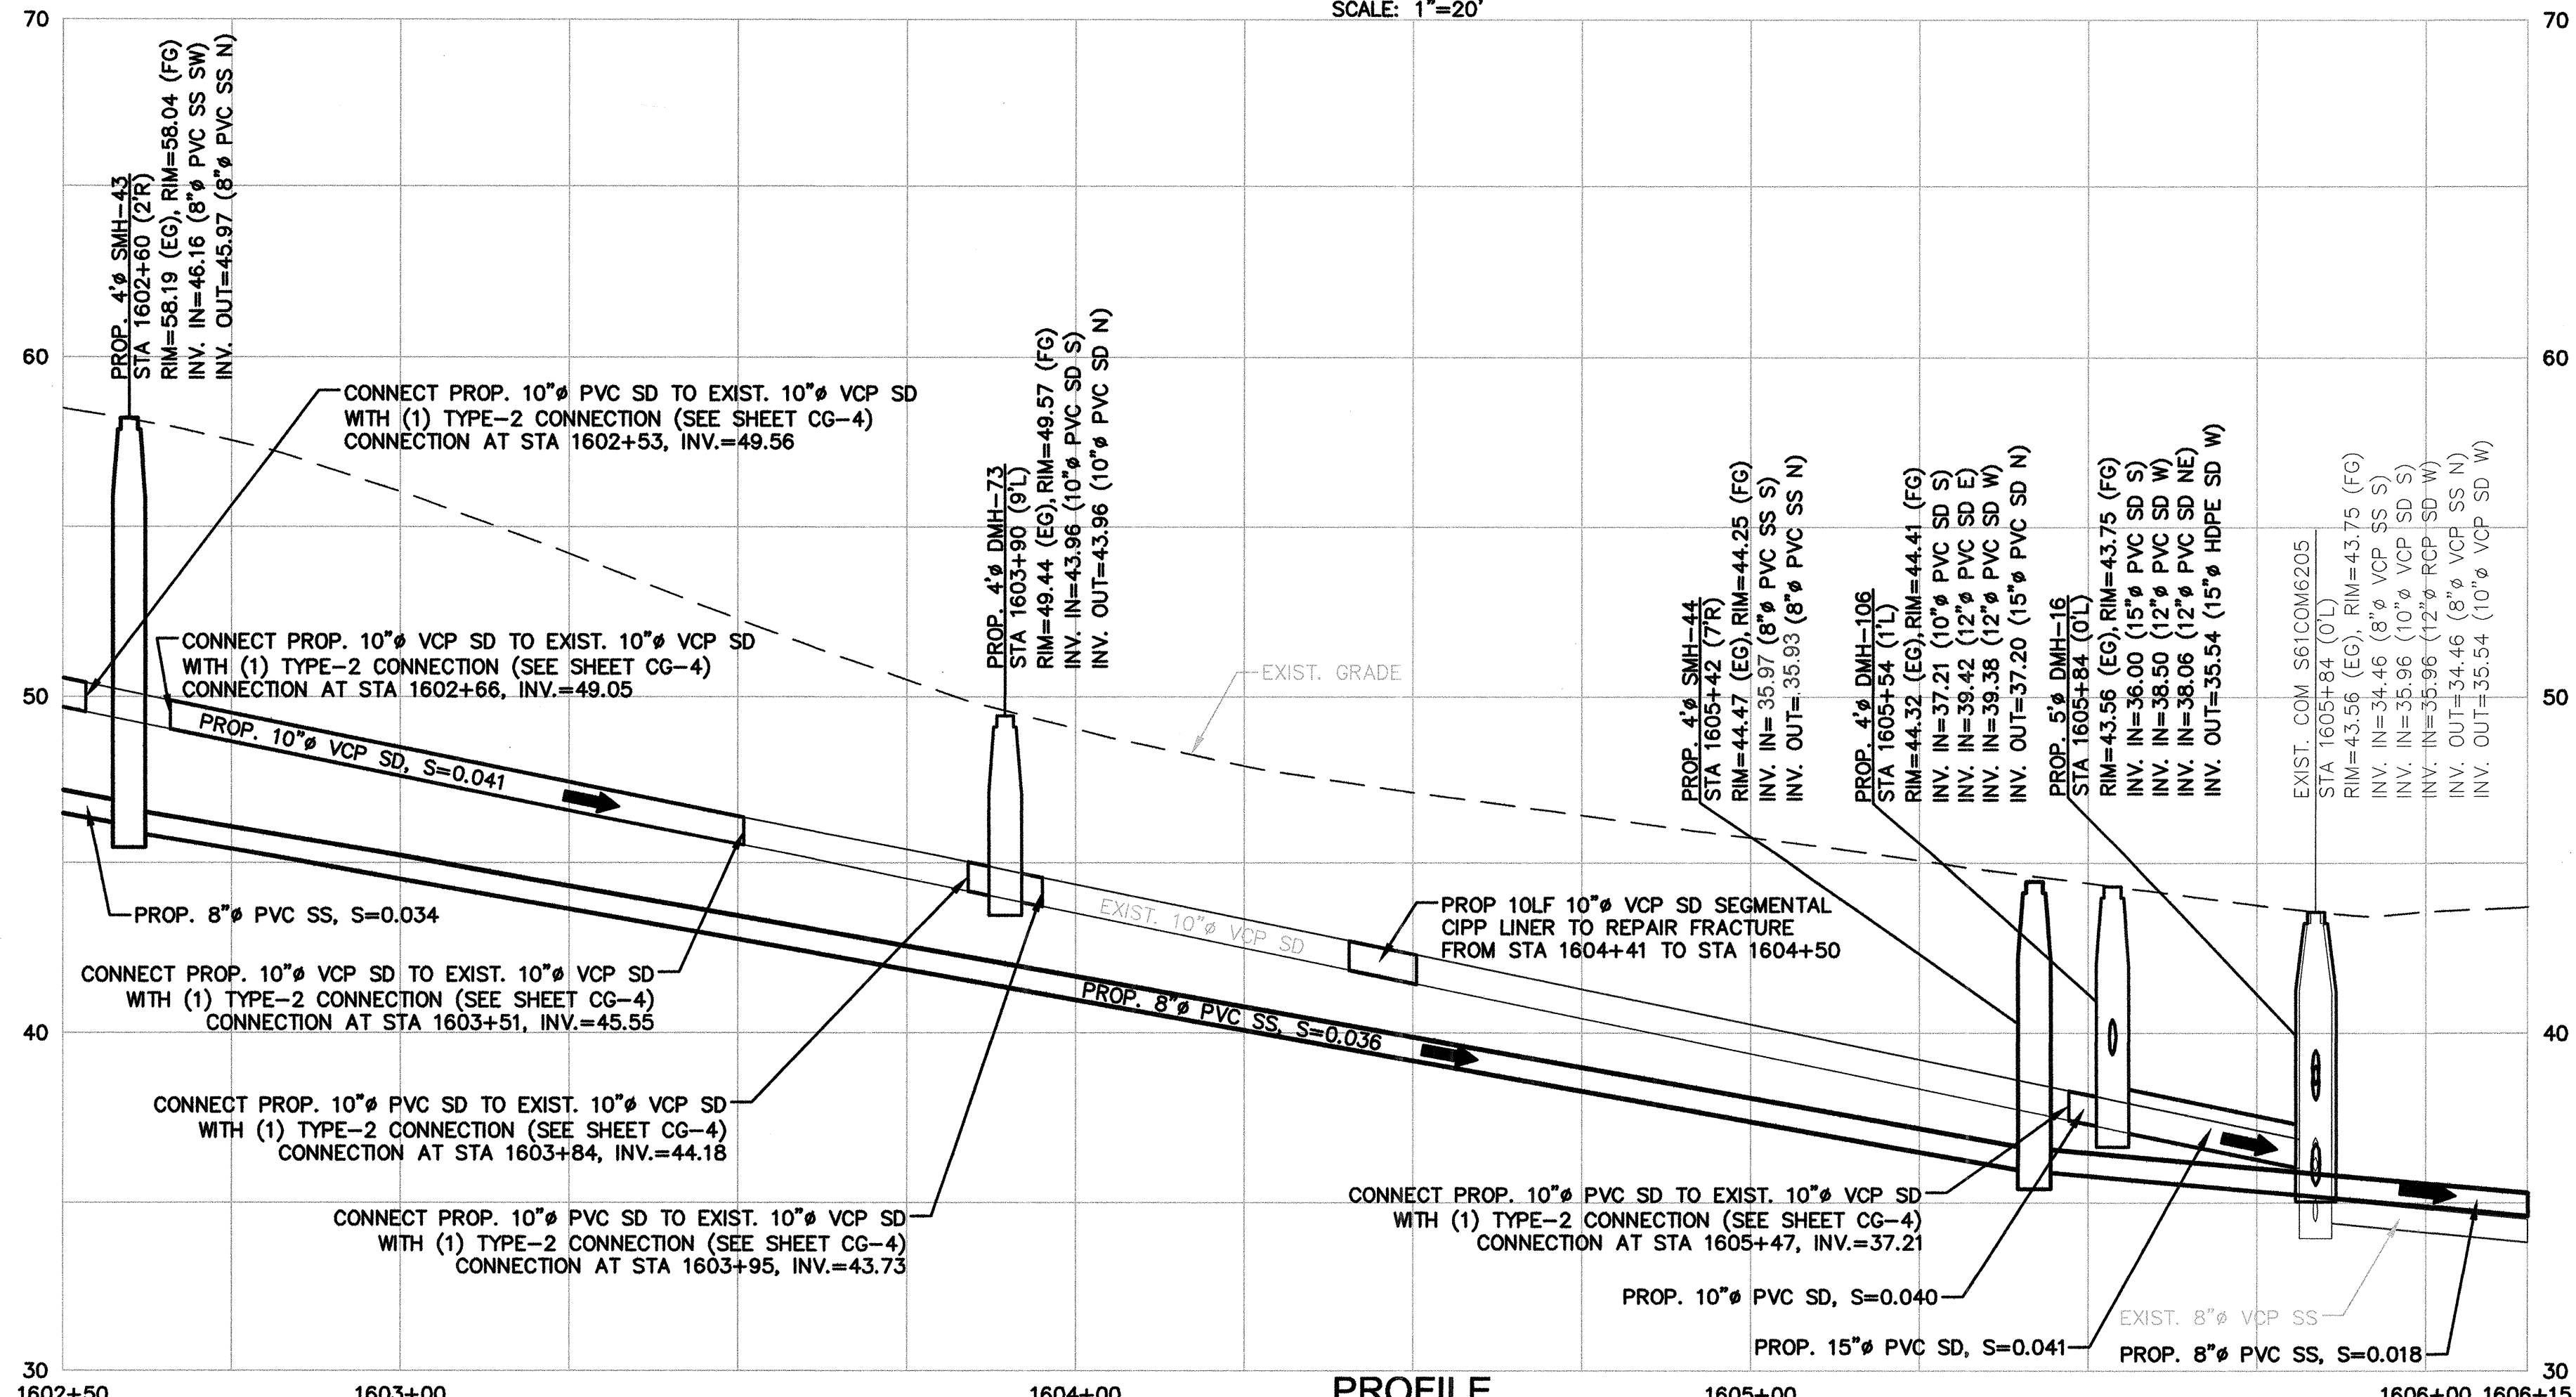 SCALE: 1"=20'
70
70
PROP. 4'ø SMH-43
STA 1602+60 (2'R)
RIM=58.19 (EG), RIM=58.04 (FG)
INV. IN=46.16 (8"ø PVC SS SW)
INV. OUT=45.97 (8"ø PVC SS N)
60
60
CONNECT PROP. 10"ø PVC SD TO EXIST. 10"ø VCP SD
WITH (1) TYPE-2 CONNECTION (SEE SHEET CG-4)
CONNECTION AT STA 1602+53, INV.=49.56
PROP. 4'ø DMH-73
STA 1603+90 (9'L)
RIM=49.44 (EG), RIM=49.57 (FG)
INV. IN=43.96 (10"ø PVC SD S)
INV. OUT=43.96 (10"ø PVC SD N)
PROP. 4'ø SMH-44
STA 1605+42 (7'R)
RIM=44.47 (EG), RIM=44.25 (FG)
INV. IN= 35.97 (8"ø PVC SS S)
INV. OUT=.35.93 (8"ø PVC SS N)
PROP. 4'ø DMH-106
STA 1605+54 (1'L)
RIM=44.32 (EG), RIM=44.41 (FG)
INV. IN=37.21 (10"ø PVC SD S)
INV. IN=39.42 (12"ø PVC SD E)
INV. IN=39.38 (12"ø PVC SD W)
INV. OUT=37.20 (15"ø PVC SD N)
PROP. 5'ø DMH-16
STA 1605+84 (0'L)
RIM=43.56 (EG), RIM=43.75 (FG)
INV. IN=36.00 (15"ø PVC SD S)
INV. IN=38.50 (12"ø PVC SD W)
INV. IN=38.06 (12"ø PVC SD NE)
INV. OUT=35.54 (15"ø HDPE SD W)
EXIST. COM S61COM6205
STA 1605+84 (0'L)
RIM=43.56 (EG), RIM=43.75 (FG)
INV. IN=34.46 (8"ø VCP SS S)
INV. IN=35.96 (10"ø VCP SD S)
INV. IN=35.96 (12"ø RCP SD W)
INV. OUT=34.46 (8"ø VCP SS N)
INV. OUT=35.54 (10"ø VCP SD W)
CONNECT PROP. 10"ø VCP SD TO EXIST. 10"ø VCP SD
WITH (1) TYPE-2 CONNECTION (SEE SHEET CG-4)
CONNECTION AT STA 1602+66, INV.=49.05
EXIST. GRADE
50
50
PROP. 10"ø VCP SD, S=0.041
PROP. 8"ø PVC SS, S=0.034
EXIST. 10"ø VCP SD
PROP 10LF 10"ø VCP SD SEGMENTAL
CIPP LINER TO REPAIR FRACTURE
FROM STA 1604+41 TO STA 1604+50
CONNECT PROP. 10"ø VCP SD TO EXIST. 10"ø VCP SD
WITH (1) TYPE-2 CONNECTION (SEE SHEET CG-4)
CONNECTION AT STA 1603+51, INV.=45.55
PROP. 8"ø PVC SS, S=0.036
40
40
CONNECT PROP. 10"ø PVC SD TO EXIST. 10"ø VCP SD
WITH (1) TYPE-2 CONNECTION (SEE SHEET CG-4)
CONNECTION AT STA 1603+84, INV.=44.18
CONNECT PROP. 10"ø PVC SD TO EXIST. 10"ø VCP SD
WITH (1) TYPE-2 CONNECTION (SEE SHEET CG-4)
CONNECTION AT STA 1603+95, INV.=43.73
CONNECT PROP. 10"ø PVC SD TO EXIST. 10"ø VCP SD
WITH (1) TYPE-2 CONNECTION (SEE SHEET CG-4)
CONNECTION AT STA 1605+47, INV.=37.21
PROP. 10"ø PVC SD, S=0.040
EXIST. 8"ø VCP SS
PROP. 15"ø PVC SD, S=0.041
PROP. 8"ø PVC SS, S=0.018
30
30
1602+50
1603+00
1604+00
PROFILE
1605+00
1606+00
1606+15